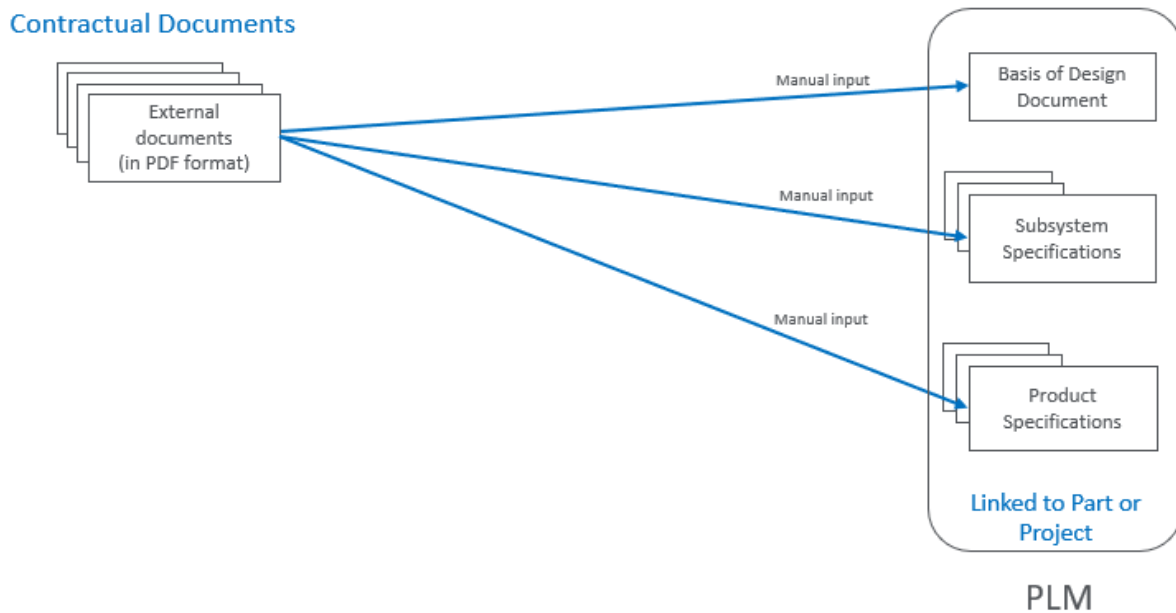 Contractual Documents
External
documents
(in PDF format)
Manual input
Basis of Design
Document
Manual input
Subsystem
Specifications
Manual input
Product
Specifications
Linked to Part or
Project
PLM